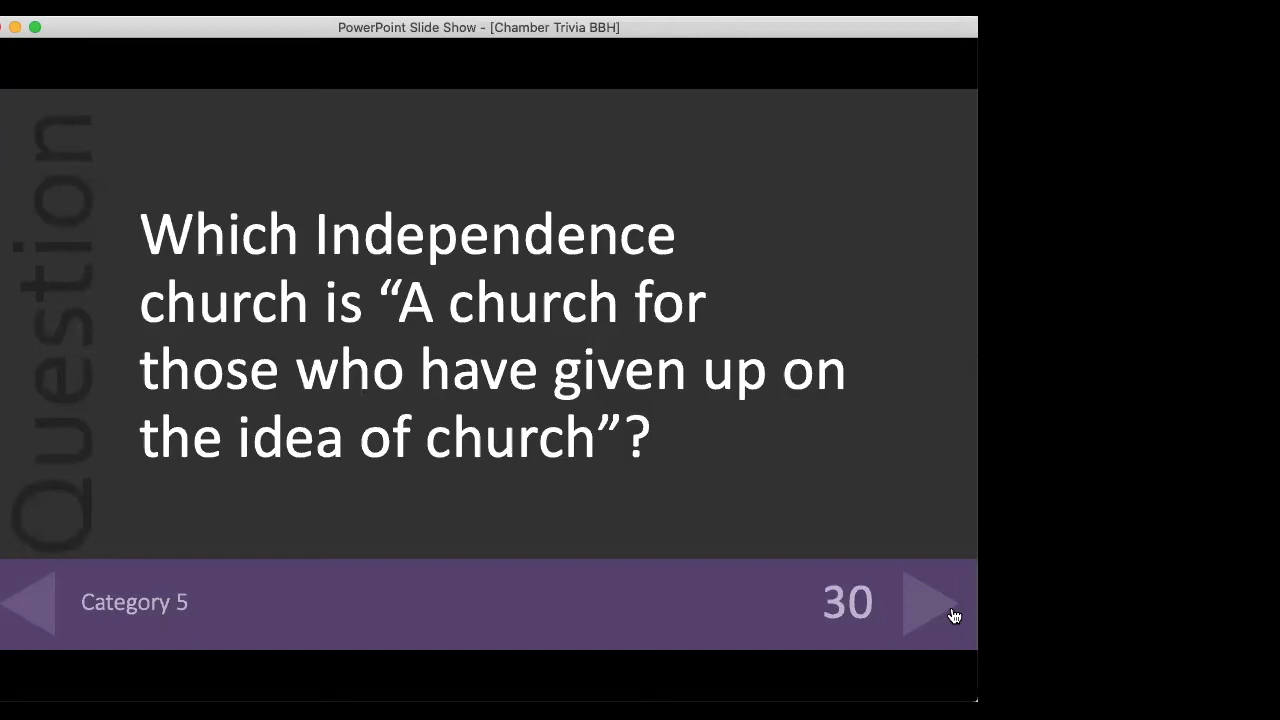 PowerPoint Slide Show - [Chamber Trivia BBH]
Question
Which Independence
church is “A church for
those who have given up on
the idea of church”?
Category 5
30